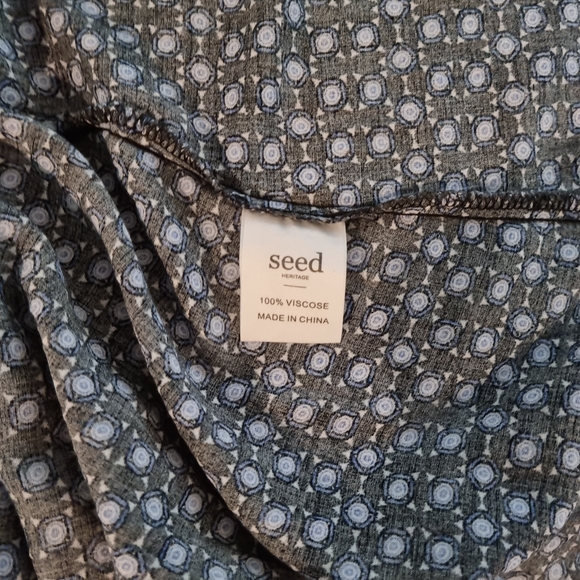 seed
HERITAGE
100% VISCOSE
MADE IN CHINA